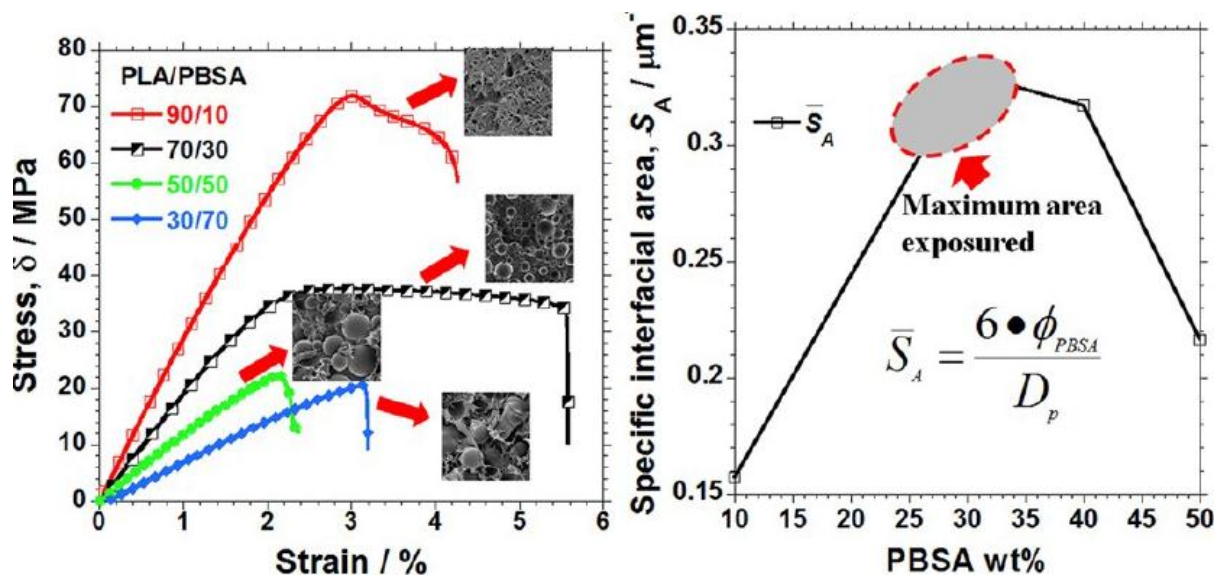 80
70
60
50
40
30
20
10
0
Stress, δ / MPa
PLA/PBSA
90/10
70/30
50/50
30/70
0 1 2 3 4 5 6
Strain / %
Specific interfacial area, S_A / μm⁻
0.35
0.3
0.25
0.2
0.15
S̅_A
Maximum area
exposured
S̅_A = 6 • ϕ_PBSA / D_p
10 15 20 25 30 35 40 45 50
PBSA wt%